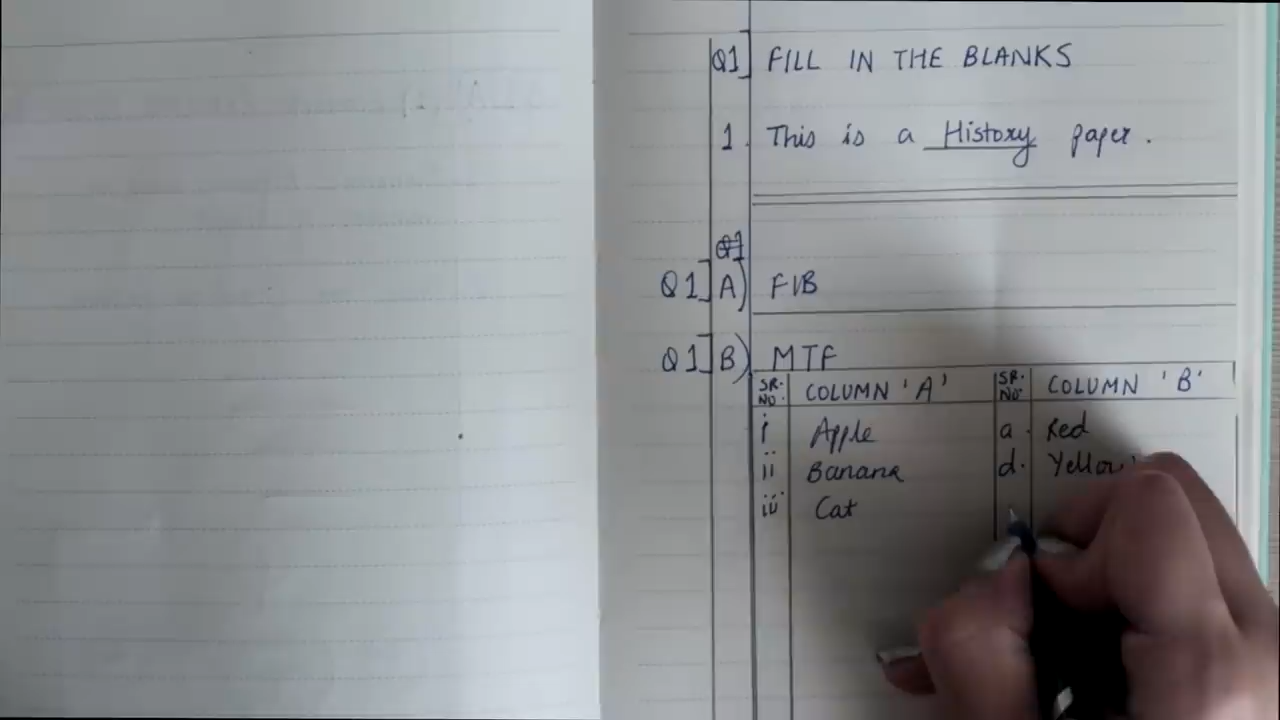 Q1] FILL IN THE BLANKS
1. This is a History paper.
Q1
Q1] A) FIB
Q1] B) MTF
SR. NO. COLUMN 'A' SR. NO. COLUMN 'B'
i Apple a. Red
ii Banana d. Yellow
iii Cat